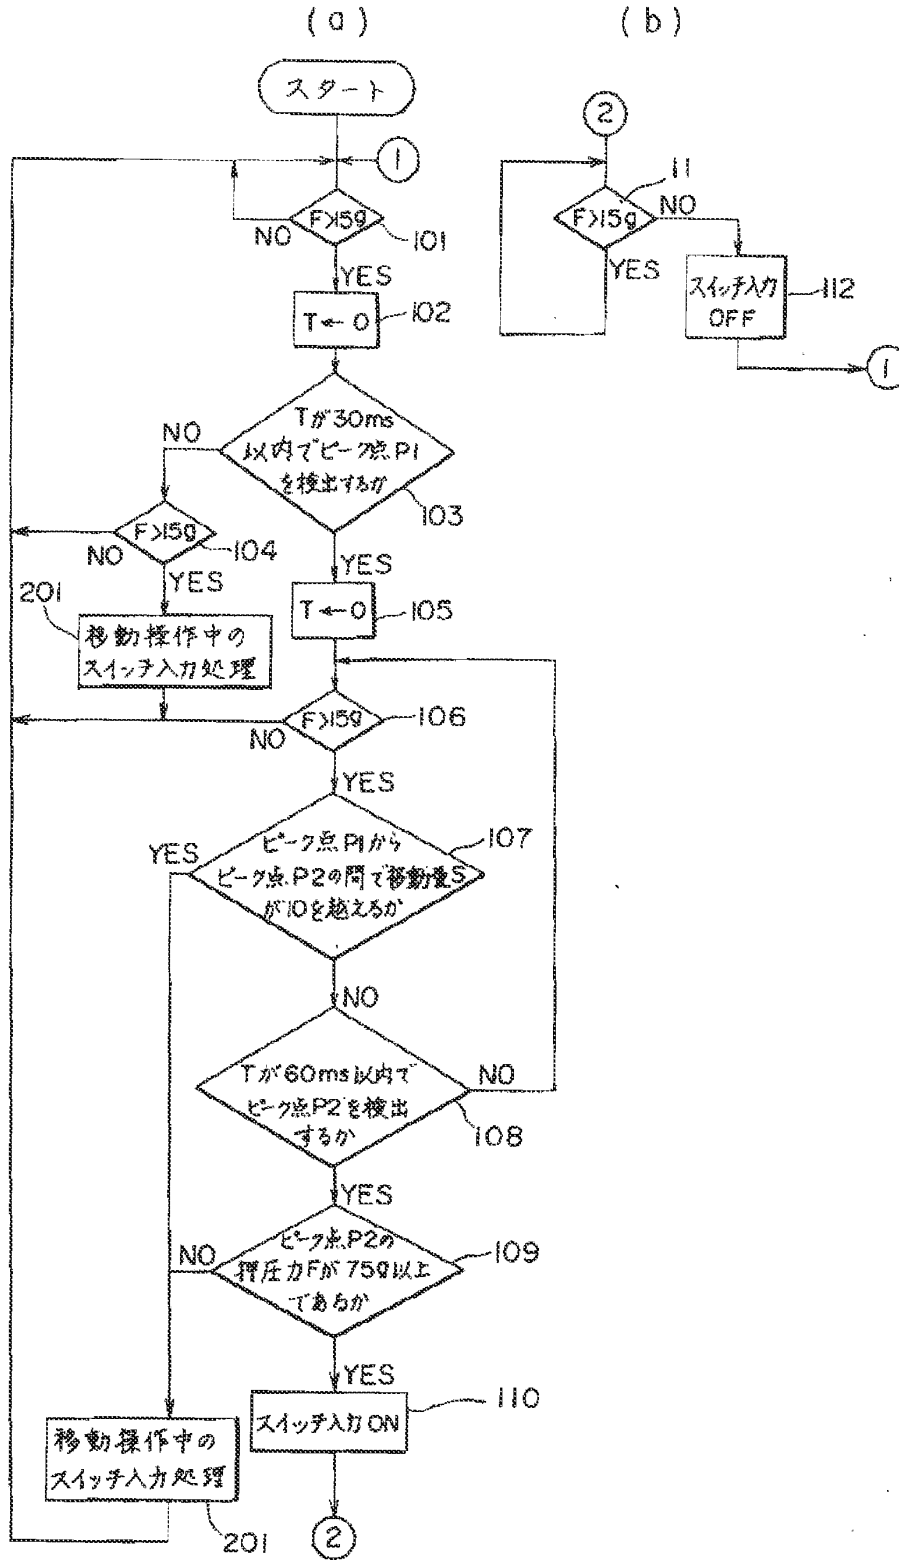 (a)
スタート
1
F>15g
NO
101
YES
T←0
102
Tが30ms
以内でピーク点P1
を検出するか
NO
103
F>15g
NO
104
YES
YES
201
移動操作中の
スイッチ入力処理
T←0
105
F>15g
NO
106
YES
ピーク点P1から
ピーク点P2の間で移動量S
が10を越えるか
YES
107
NO
Tが60ms以内で
ピーク点P2を検出
するか
NO
108
YES
ピーク点P2の
押圧力Fが75g以上
であるか
NO
109
YES
スイッチ入力ON
110
移動操作中の
スイッチ入力処理
201
2
(b)
2
F>15g
11
NO
YES
スイッチ入力
OFF
112
1